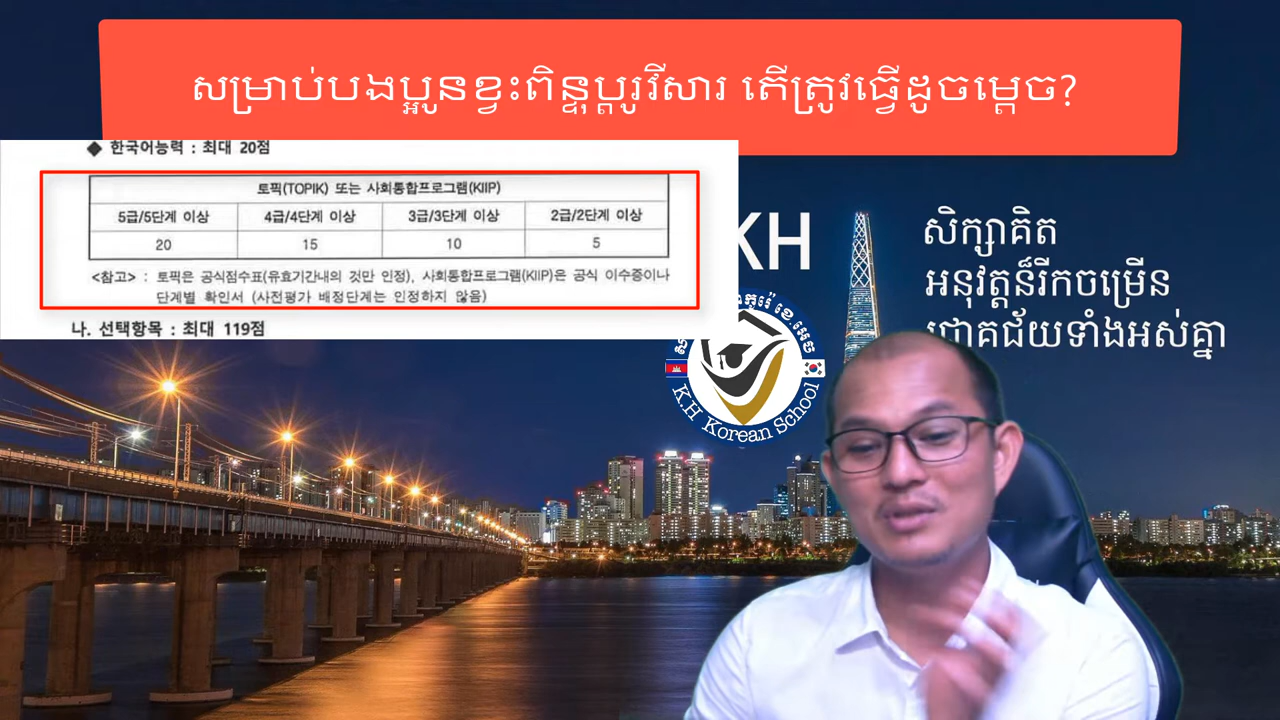 សម្រាប់បងប្អូនខ្វះពិន្ទុប្តូរវីសារ តើត្រូវធ្វើដូចម្តេច?
◆ 한국어능력 : 최대 20점
토픽(TOPIK) 또는 사회통합프로그램(KIIP)
5급/5단계 이상 4급/4단계 이상 3급/3단계 이상 2급/2단계 이상
20 15 10 5
<참고> : 토픽은 공식점수표(유효기간내의 것만 인정), 사회통합프로그램(KIIP)은 공식 이수증이나
단계별 확인서 (사전평가 배정단계는 인정하지 않음)
나. 선택항목 : 최대 119점
KH
សិក្សាគិត
អនុវត្តន៏រីកចម្រើន
ជោគជ័យទាំងអស់គ្នា
K.H Korean School